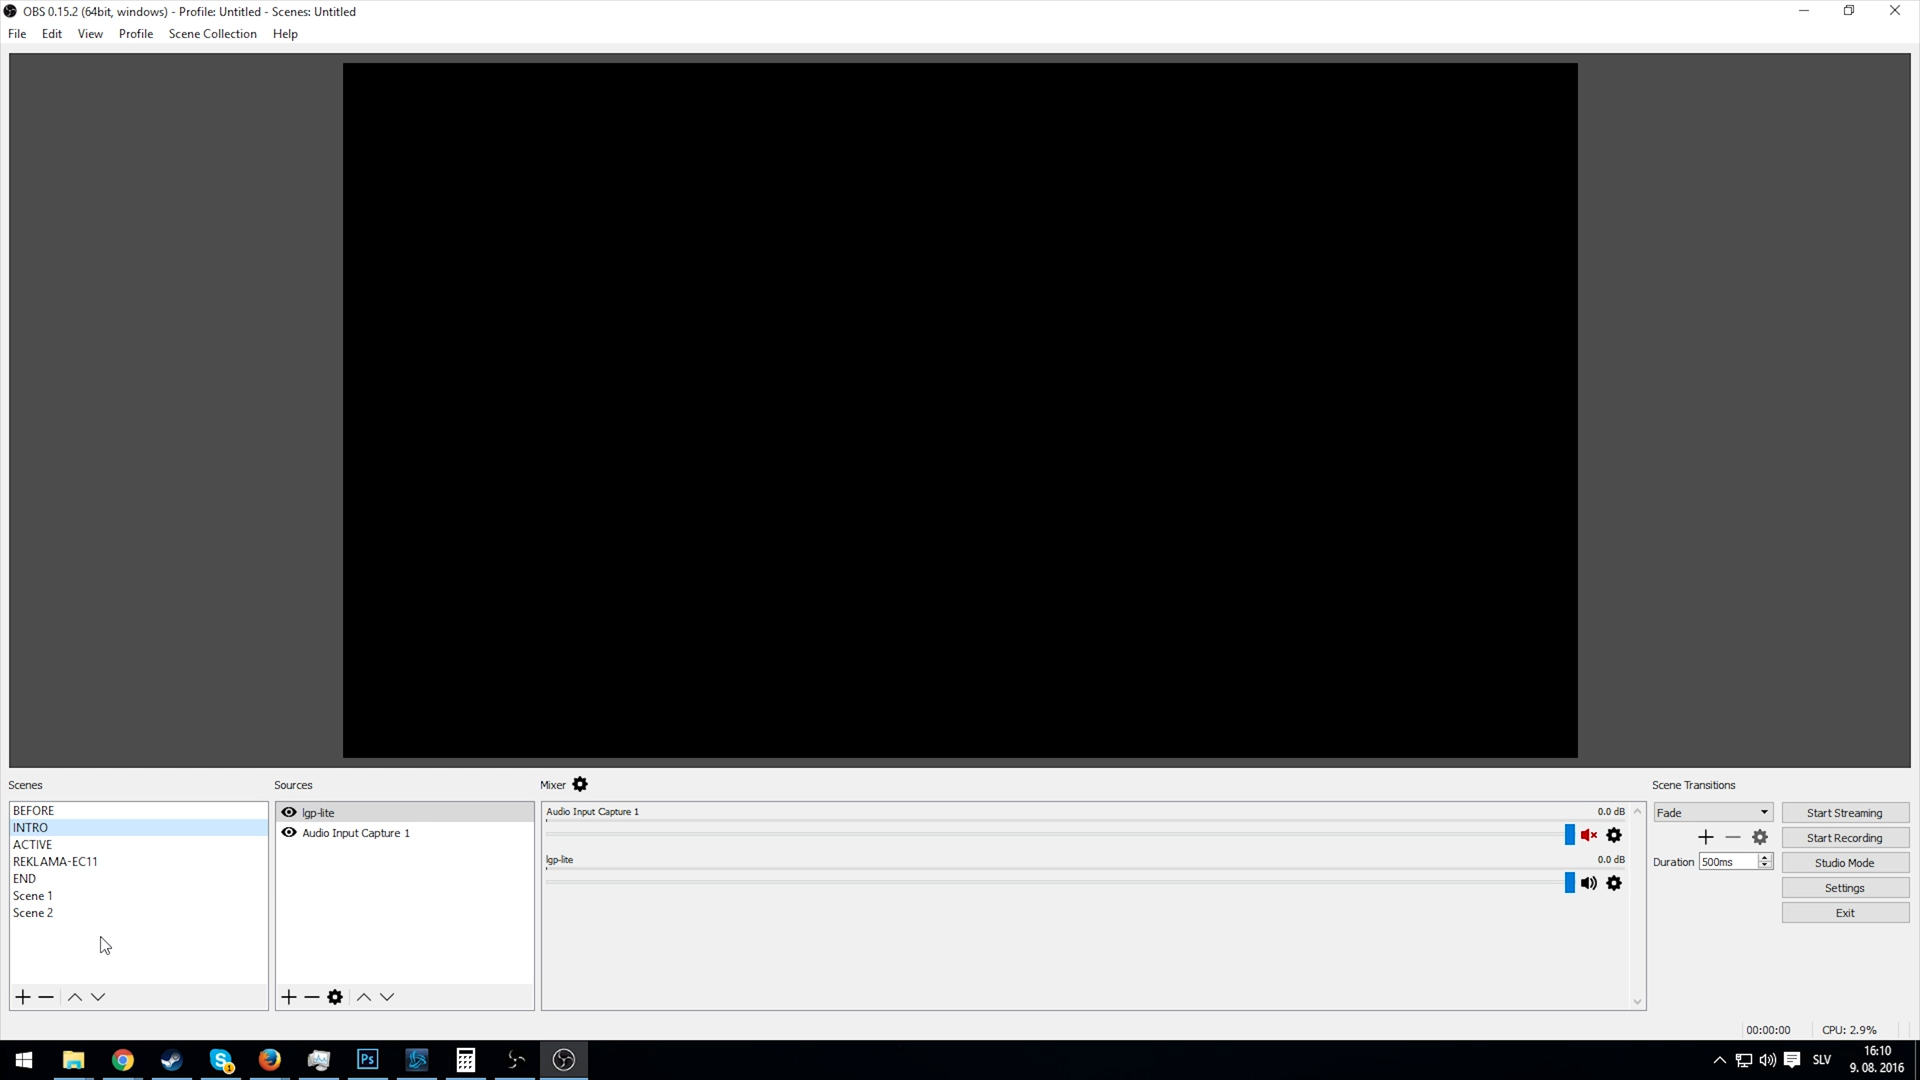 OBS 0.15.2 (64bit, windows) - Profile: Untitled - Scenes: Untitled
File Edit View Profile Scene Collection Help
Scenes
BEFORE
INTRO
ACTIVE
REKLAMA-EC11
END
Scene 1
Scene 2
Sources
lgp-lite
Audio Input Capture 1
Mixer
Audio Input Capture 1 0.0 dB
lgp-lite 0.0 dB
Scene Transitions
Fade
Duration 500ms
Start Streaming
Start Recording
Studio Mode
Settings
Exit
00:00:00 CPU: 2.9%
1
Ps
SLV
16:10
9. 08. 2016